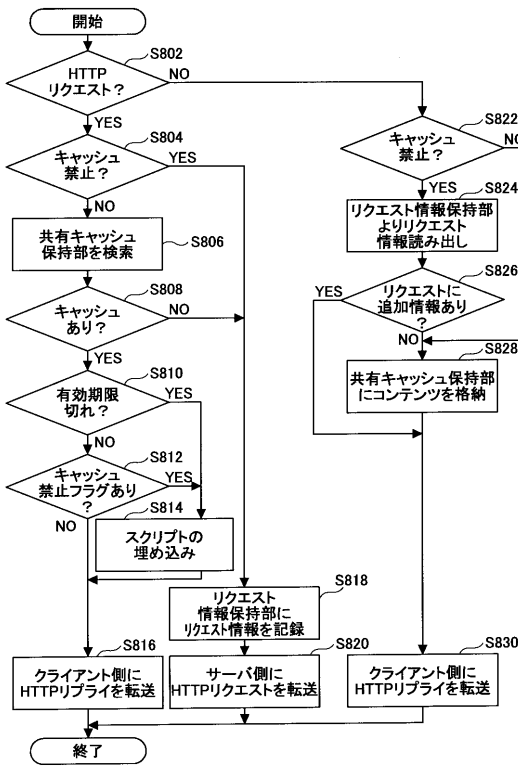 開始
S802
HTTP
リクエスト?
NO
YES
S804
キャッシュ
禁止?
YES
NO
共有キャッシュ
保持部を検索
S806
S808
キャッシュ
あり?
NO
YES
S810
有効期限
切れ?
YES
NO
S812
キャッシュ
禁止フラグあり
?
YES
NO
S814
スクリプトの
埋め込み
S816
クライアント側に
HTTPリプライを転送
S818
リクエスト
情報保持部に
リクエスト情報を記録
S820
サーバ側に
HTTPリクエストを転送
S822
キャッシュ
禁止?
NO
YES
S824
リクエスト情報保持部
よりリクエスト
情報読み出し
S826
リクエストに
追加情報あり
?
YES
NO
S828
共有キャッシュ保持部
にコンテンツを格納
S830
クライアント側に
HTTPリプライを転送
終了